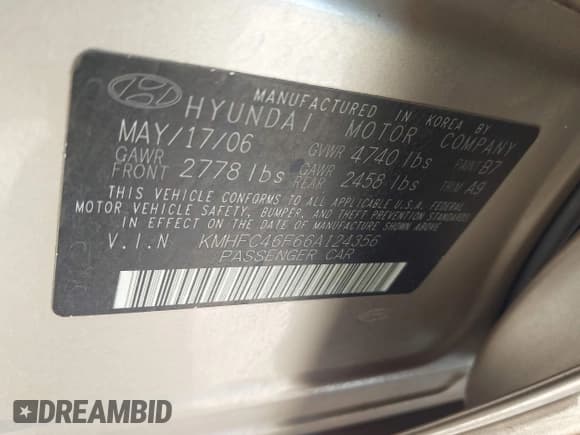 MANUFACTURED IN KOREA BY
HYUNDAI MOTOR COMPANY
MAY/17/06 GVWR 4740 lbs PAINT B7
GAWR FRONT 2778 lbs GAWR REAR 2458 lbs TRIM A9
THIS VEHICLE CONFORMS TO ALL APPLICABLE U.S.A. FEDERAL
MOTOR VEHICLE SAFETY, BUMPER, AND THEFT PREVENTION STANDARDS
IN EFFECT ON THE DATE OF MANUFACTURE SHOWN ABOVE.
V.I.N KMHFC46F66A124356
PASSENGER CAR
DREAMBID